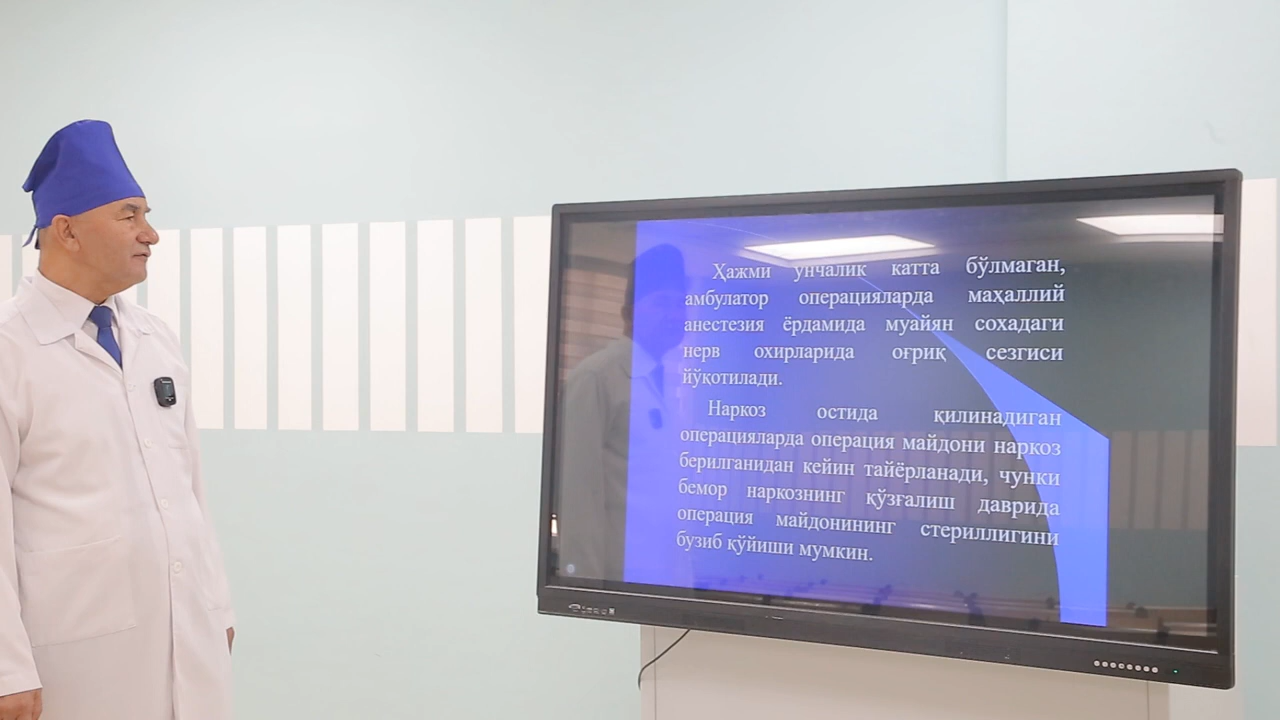 Ҳажми унчалик катта бўлмаган,
амбулатор операцияларда маҳаллий
анестезия ёрдамида муайян сохадаги
нерв охирларида оғриқ сезгиси
йўқотилади.
Наркоз остида қилинадиган
операцияларда операция майдони наркоз
берилганидан кейин тайёрланади, чунки
бемор наркознинг қўзғалиш даврида
операция майдонининг стериллигини
бузиб қўйиши мумкин.